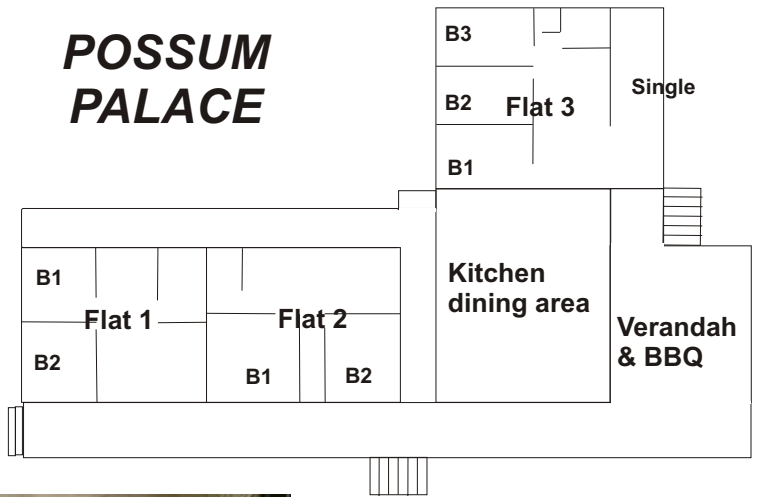 POSSUM
PALACE
B3
B2
Flat 3
Single
B1
B1
Flat 1
B2
Flat 2
B1
B2
Kitchen
dining area
Verandah
& BBQ